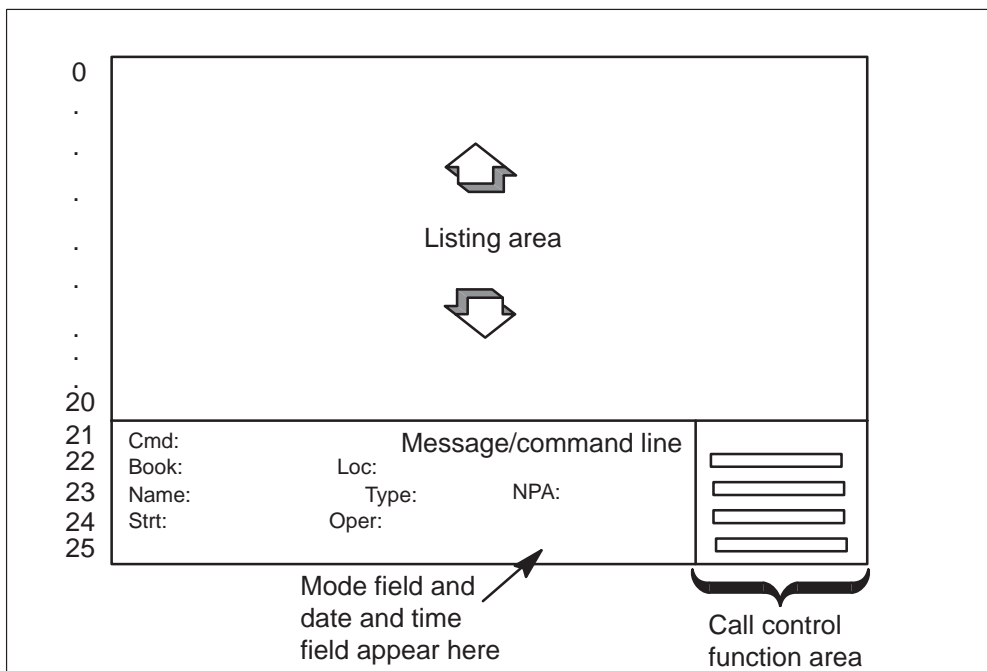 0
.
.
.
.
.
.
.
.
20
Listing area
21 Cmd: Message/command line
22 Book: Loc:
23 Name: Type: NPA:
24 Strt: Oper:
25
Mode field and
date and time
field appear here
Call control
function area